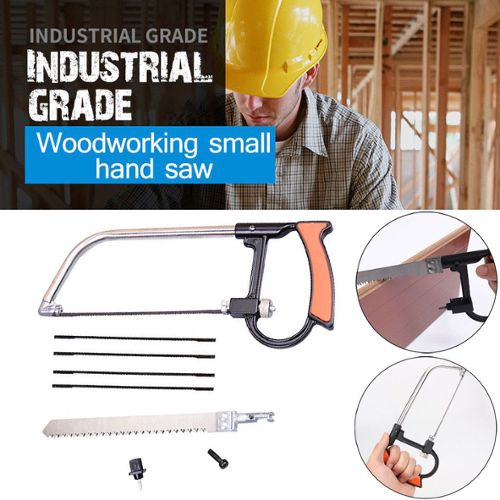 INDUSTRIAL GRADE
INDUSTRIAL
GRADE
Woodworking small
hand saw